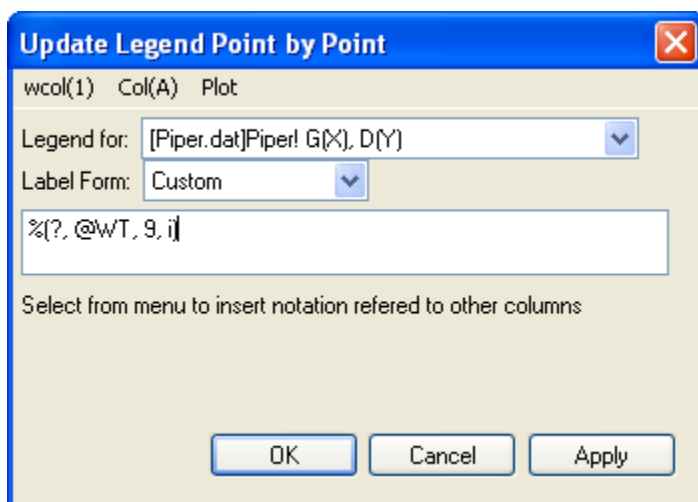 Update Legend Point by Point
wcol(1) Col(A) Plot
Legend for: [Piper.dat]Piper! G(X), D(Y)
Label Form: Custom
%(?, @WT, 9, i)
Select from menu to insert notation refered to other columns
OK Cancel Apply